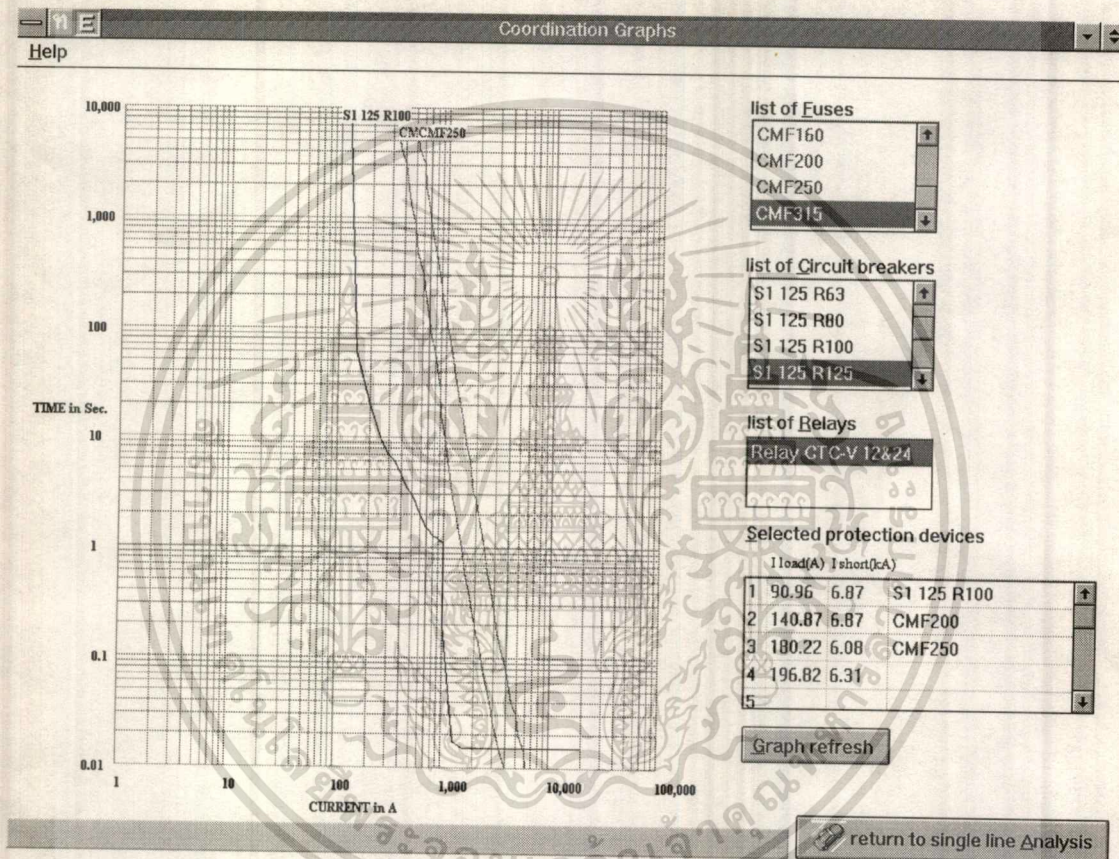 ท E
Coordination Graphs
Help
10,000
1,000
100
TIME in Sec.
10
1
0.1
0.01
S1 125 R100
CMCMF250
1
10
100
1,000
10,000
100,000
CURRENT in A
list of Fuses
CMF160
CMF200
CMF250
CMF315
list of Circuit breakers
S1 125 R63
S1 125 R80
S1 125 R100
S1 125 R125
list of Relays
Relay CTC-V 12&24
Selected protection devices
I load(A) I short(kA)
1 90.96 6.87 S1 125 R100
2 140.87 6.87 CMF200
3 180.22 6.08 CMF250
4 196.82 6.31
5
Graph refresh
return to single line Analysis